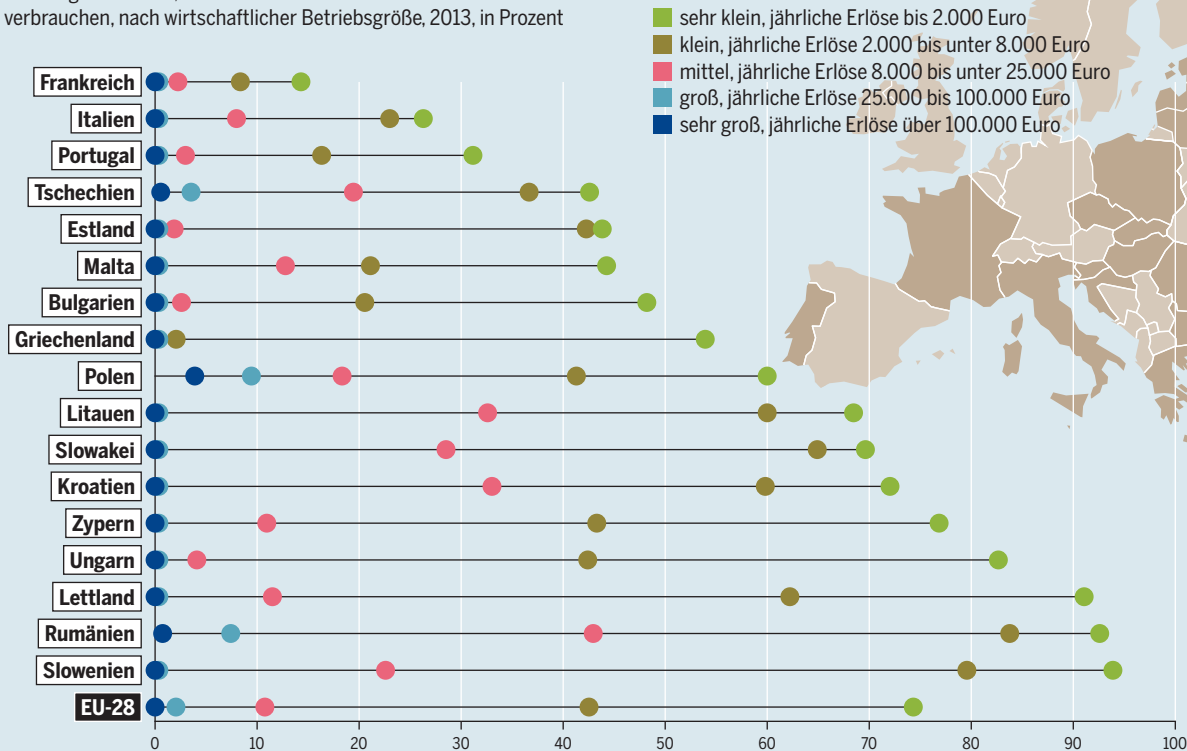 verbrauchen, nach wirtschaftlicher Betriebsgröße, 2013, in Prozent
sehr klein, jährliche Erlöse bis 2.000 Euro
klein, jährliche Erlöse 2.000 bis unter 8.000 Euro
mittel, jährliche Erlöse 8.000 bis unter 25.000 Euro
groß, jährliche Erlöse 25.000 bis 100.000 Euro
sehr groß, jährliche Erlöse über 100.000 Euro
Frankreich
Italien
Portugal
Tschechien
Estland
Malta
Bulgarien
Griechenland
Polen
Litauen
Slowakei
Kroatien
Zypern
Ungarn
Lettland
Rumänien
Slowenien
EU-28
0 10 20 30 40 50 60 70 80 90 100